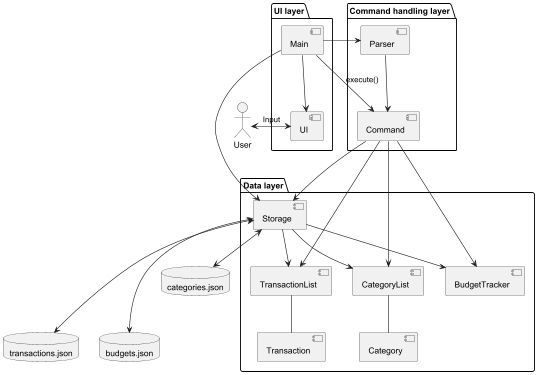 UI layer
Command handling layer
Main
Parser
execute()
Input
User
UI
Command
Data layer
Storage
categories.json
TransactionList
CategoryList
BudgetTracker
transactions.json
budgets.json
Transaction
Category